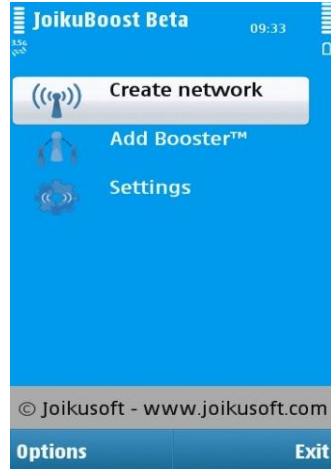 JoikuBoost Beta
09:33
3.5G
Create network
Add Booster™
Settings
© Joikusoft - www.joikusoft.com
Options Exit